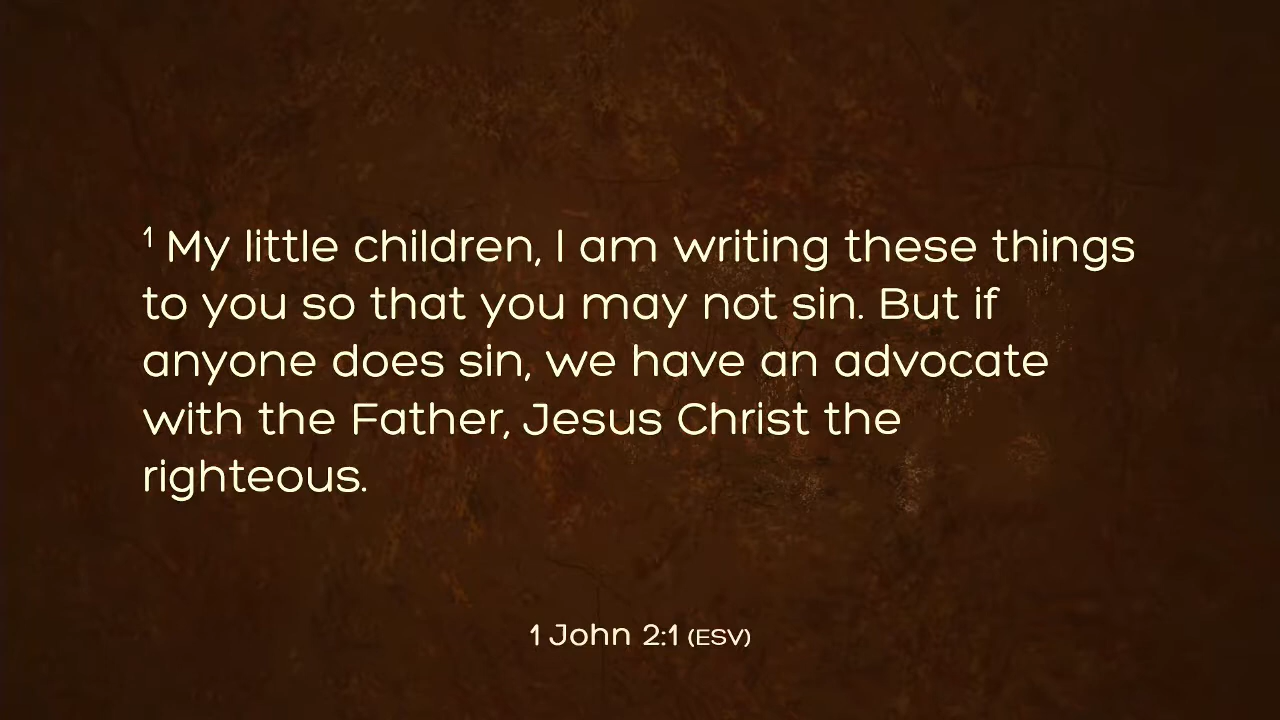 ¹ My little children, I am writing these things
to you so that you may not sin. But if
anyone does sin, we have an advocate
with the Father, Jesus Christ the
righteous.
1 John 2:1 (ESV)